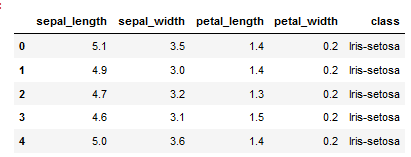 sepal_length sepal_width petal_length petal_width class
0 5.1 3.5 1.4 0.2 Iris-setosa
1 4.9 3.0 1.4 0.2 Iris-setosa
2 4.7 3.2 1.3 0.2 Iris-setosa
3 4.6 3.1 1.5 0.2 Iris-setosa
4 5.0 3.6 1.4 0.2 Iris-setosa